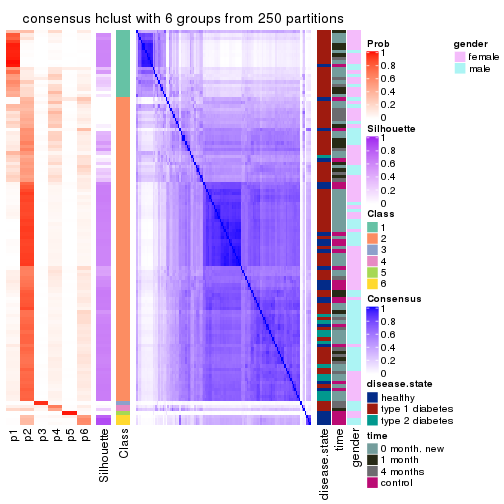 consensus hclust with 6 groups from 250 partitions
p1
p2
p3
p4
p5
p6
Silhouette
Class
disease.state
time
gender
Prob
1
0.8
0.6
0.4
0.2
0
Silhouette
1
0.8
0.6
0.4
0.2
0
Class
1
2
3
4
5
6
Consensus
1
0.8
0.6
0.4
0.2
0
disease.state
healthy
type 1 diabetes
type 2 diabetes
time
0 month, new
1 month
4 months
control
gender
female
male